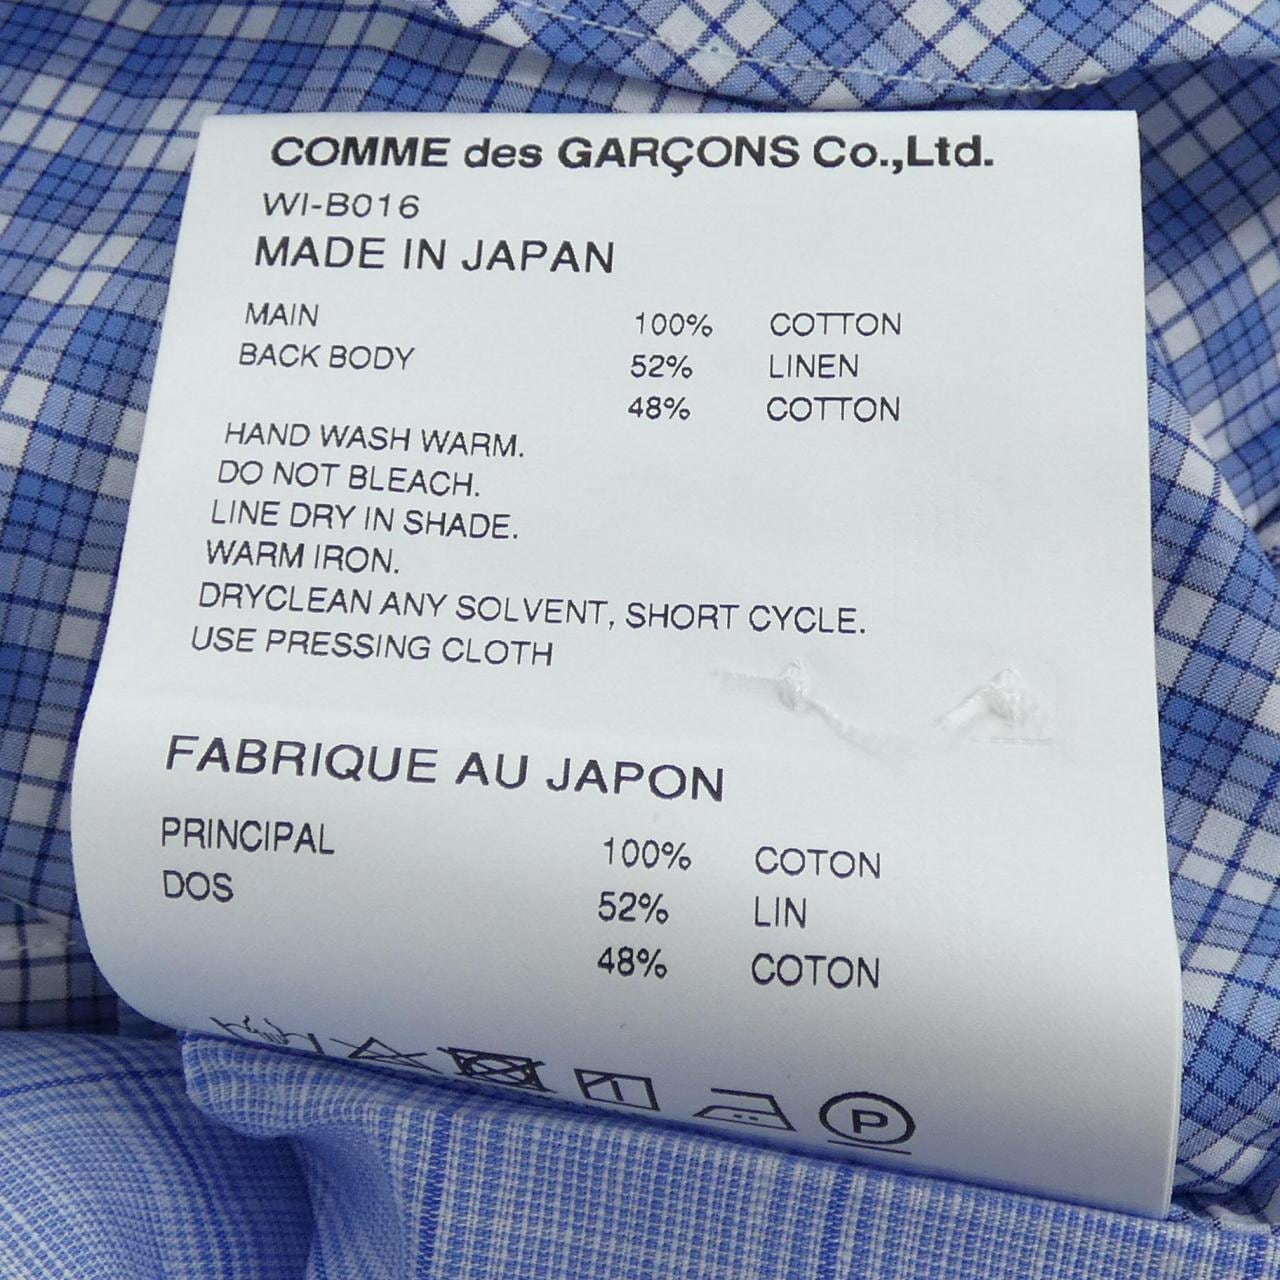 COMME des GARÇONS Co.,Ltd.
WI-B016
MADE IN JAPAN
MAIN 100% COTTON
BACK BODY 52% LINEN
48% COTTON
HAND WASH WARM.
DO NOT BLEACH.
LINE DRY IN SHADE.
WARM IRON.
DRYCLEAN ANY SOLVENT, SHORT CYCLE.
USE PRESSING CLOTH
FABRIQUE AU JAPON
PRINCIPAL 100% COTON
DOS 52% LIN
48% COTON
P